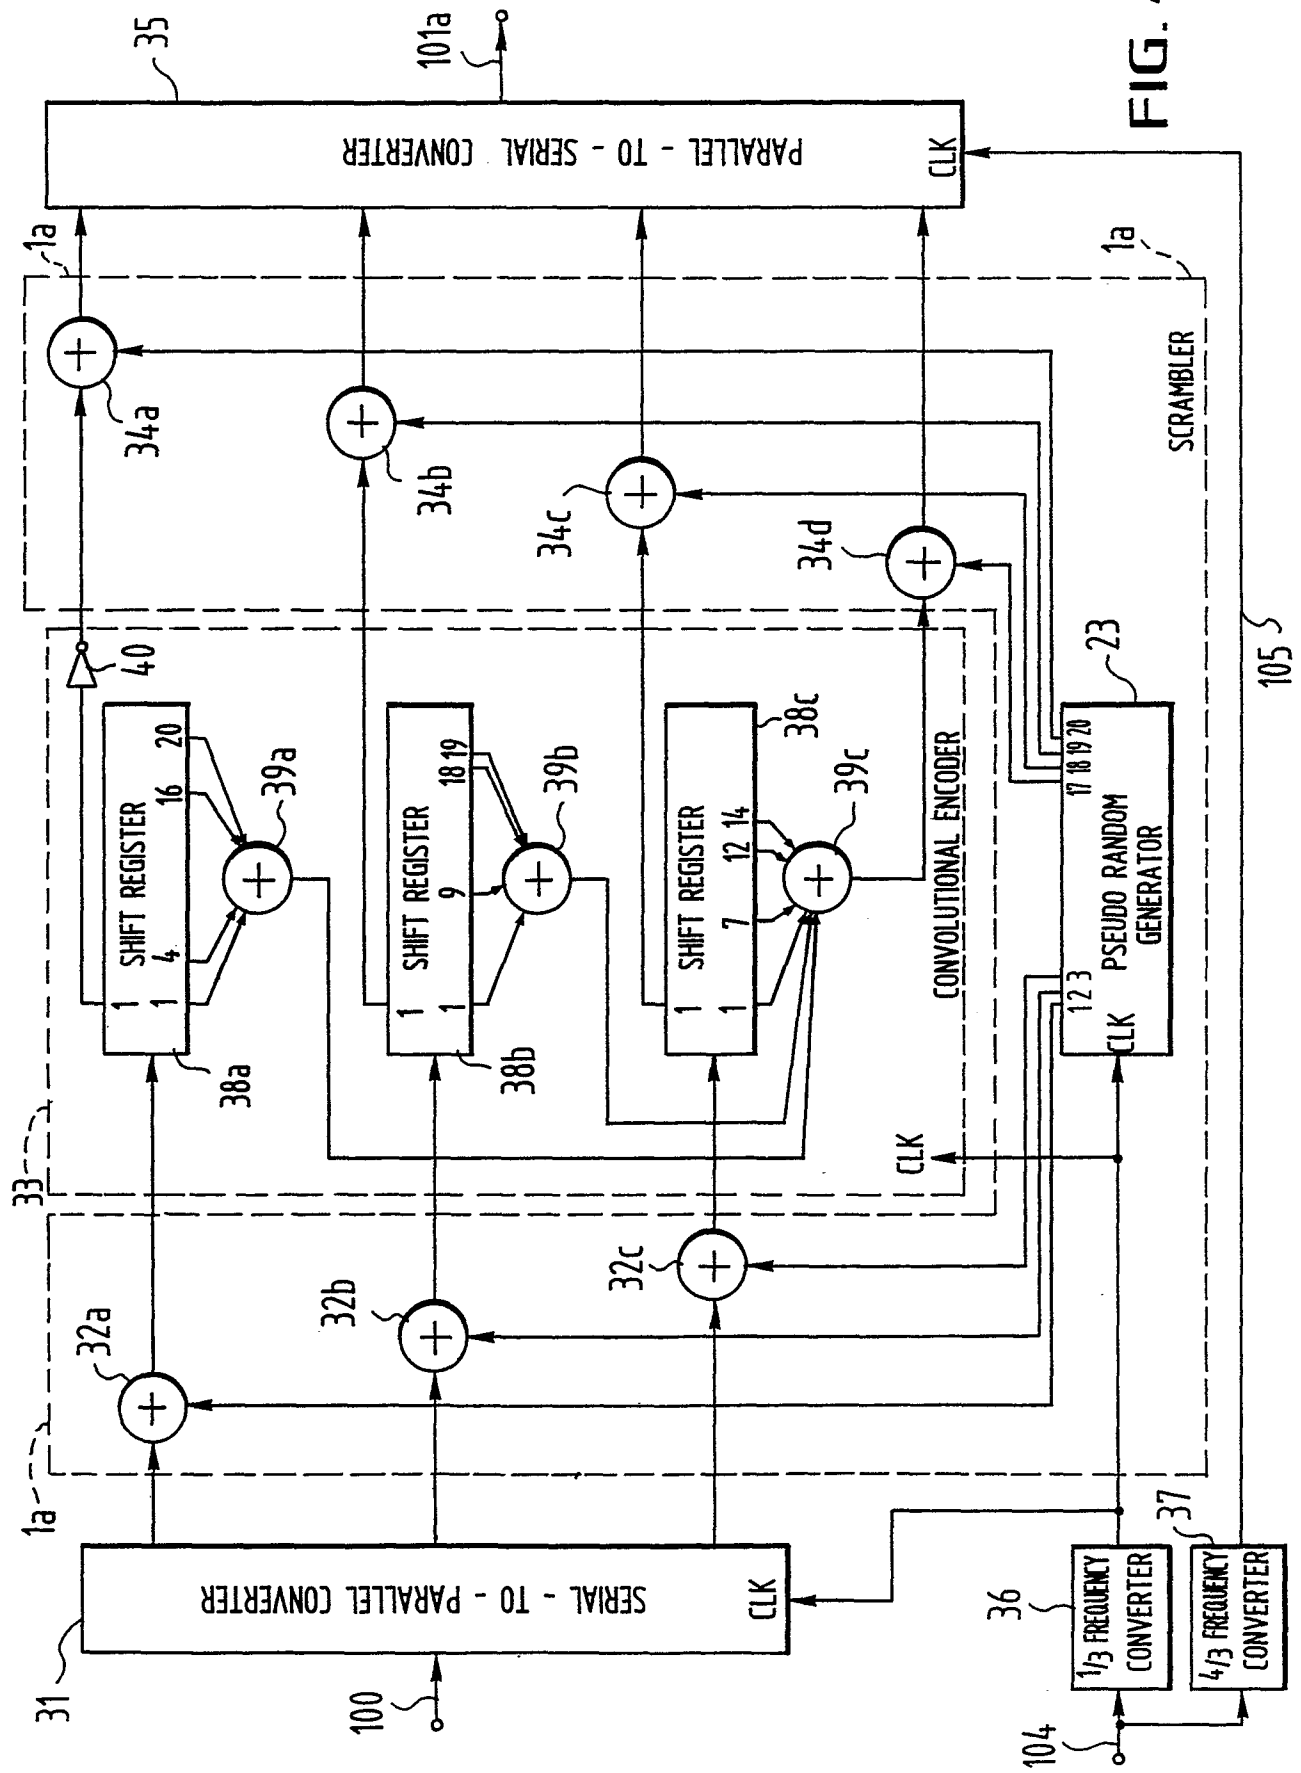 35
101a
FIG.
PARALLEL - TO - SERIAL CONVERTER
CLK
1a
1a
34a
34b
34c
34d
SCRAMBLER
40
33
SHIFT REGISTER
1
1 4 16 20
38a
39a
SHIFT REGISTER
1
1 9 18 19
38b
39b
SHIFT REGISTER
1
1 7 12 14
38c
39c
CONVOLUTIONAL ENCODER
CLK
PSEUDO RANDOM
GENERATOR
CLK
1 2 3
17 18 19 20
23
105
1a
32a
32b
32c
SERIAL - TO - PARALLEL CONVERTER
CLK
31
100
36
1/3 FREQUENCY
CONVERTER
37
4/3 FREQUENCY
CONVERTER
104